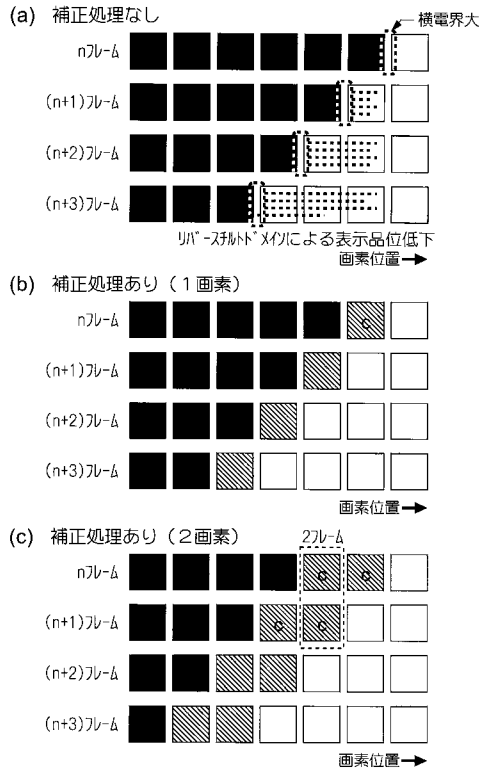 (a) 補正処理なし
横電界大
nフレーム
(n+1)フレーム
(n+2)フレーム
(n+3)フレーム
リバースチルトドメインによる表示品位低下
画素位置→
(b) 補正処理あり（１画素）
nフレーム
C
(n+1)フレーム
(n+2)フレーム
(n+3)フレーム
画素位置→
(c) 補正処理あり（２画素）
2フレーム
nフレーム
C C
(n+1)フレーム
C C
(n+2)フレーム
(n+3)フレーム
画素位置→